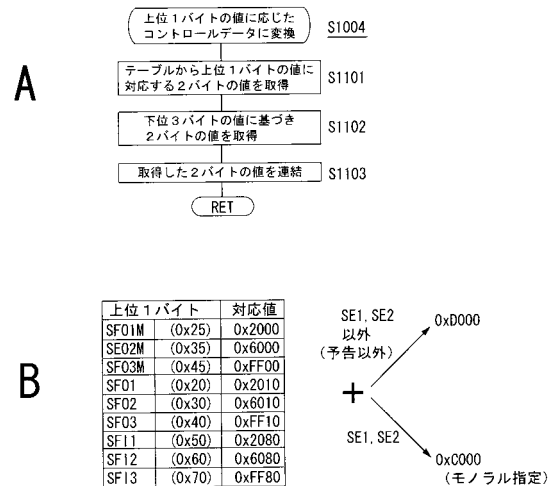 A
上位1バイトの値に応じた
コントロールデータに変換
S1004
テーブルから上位1バイトの値に
対応する2バイトの値を取得
S1101
下位3バイトの値に基づき
2バイトの値を取得
S1102
取得した2バイトの値を連結
S1103
RET
B
上位1バイト 対応値
SF01M (0x25) 0x2000
SE02M (0x35) 0x6000
SF03M (0x45) 0xFF00
SF01 (0x20) 0x2010
SF02 (0x30) 0x6010
SF03 (0x40) 0xFF10
SFI1 (0x50) 0x2080
SFI2 (0x60) 0x6080
SFI3 (0x70) 0xFF80
SE1, SE2
以外
(予告以外)
0xD000
+
SE1, SE2
0xC000
(モノラル指定)